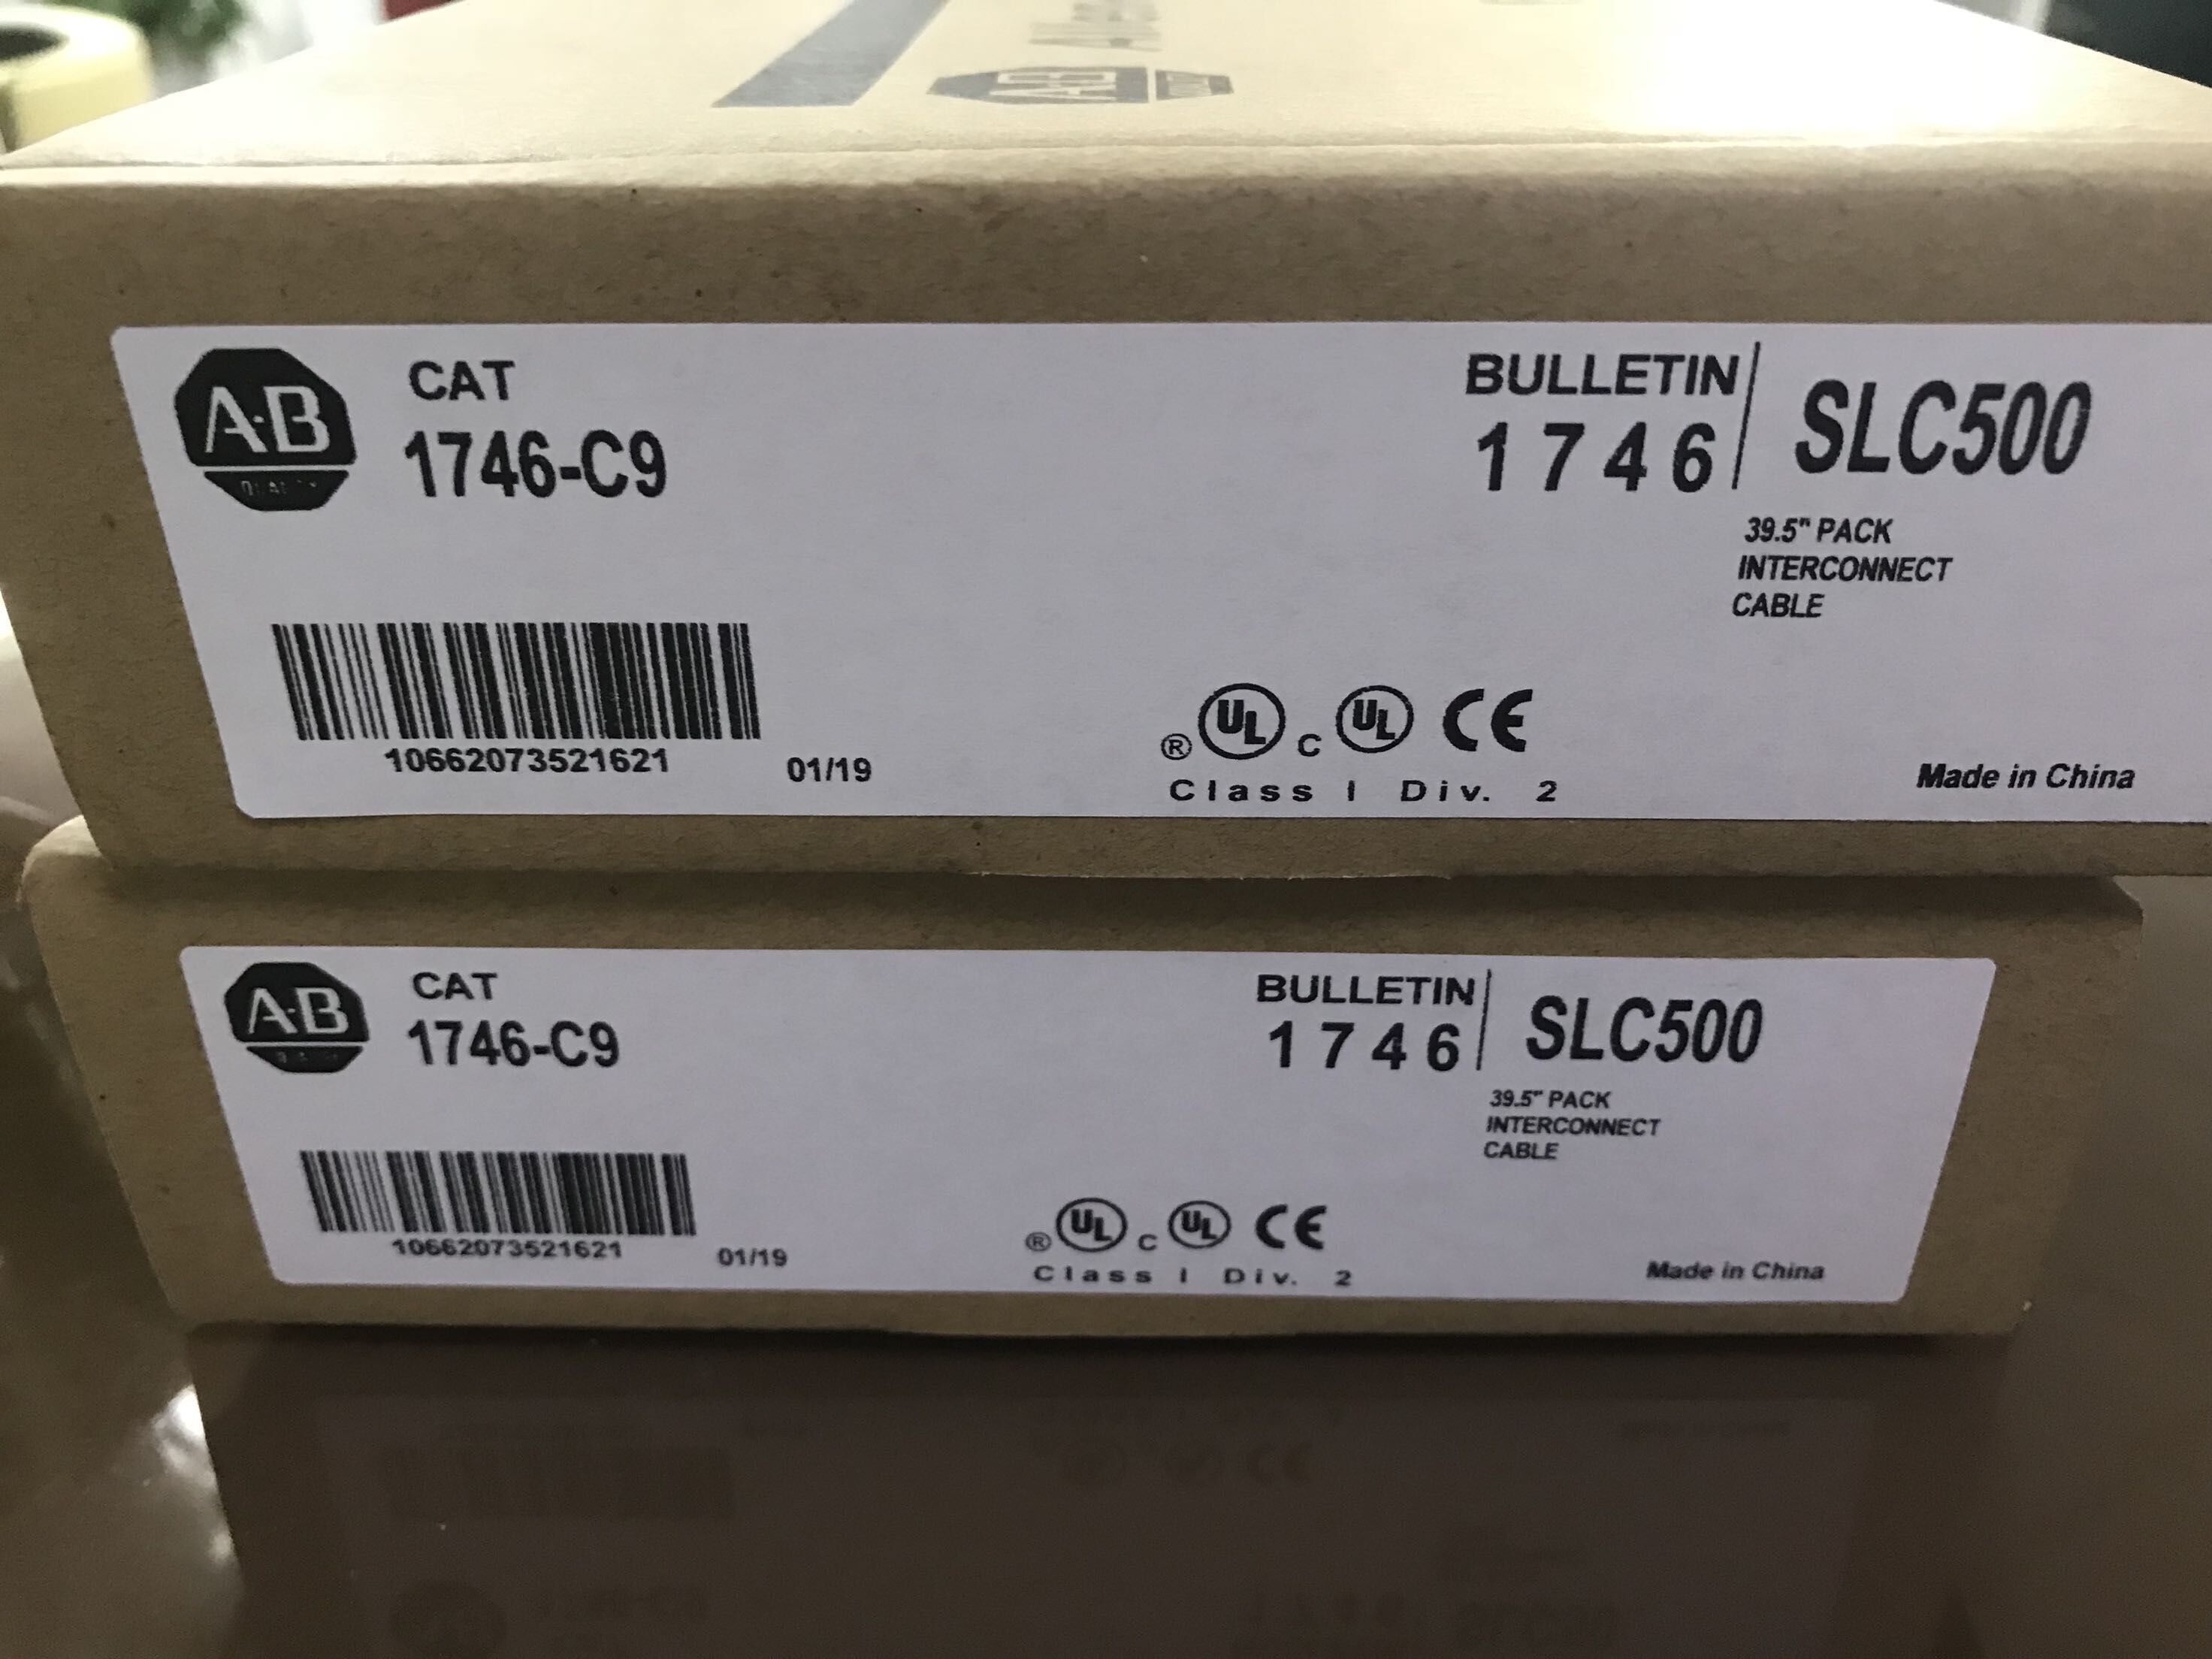 A-B
CAT
1746-C9
BULLETIN
1746
SLC500
39.5" PACK
INTERCONNECT
CABLE
10662073521621
01/19
® UL C UL CE
Class I Div. 2
Made in China
A-B
CAT
1746-C9
BULLETIN
1746
SLC500
39.5" PACK
INTERCONNECT
CABLE
10662073521621
01/19
® UL C UL CE
Class I Div. 2
Made in China